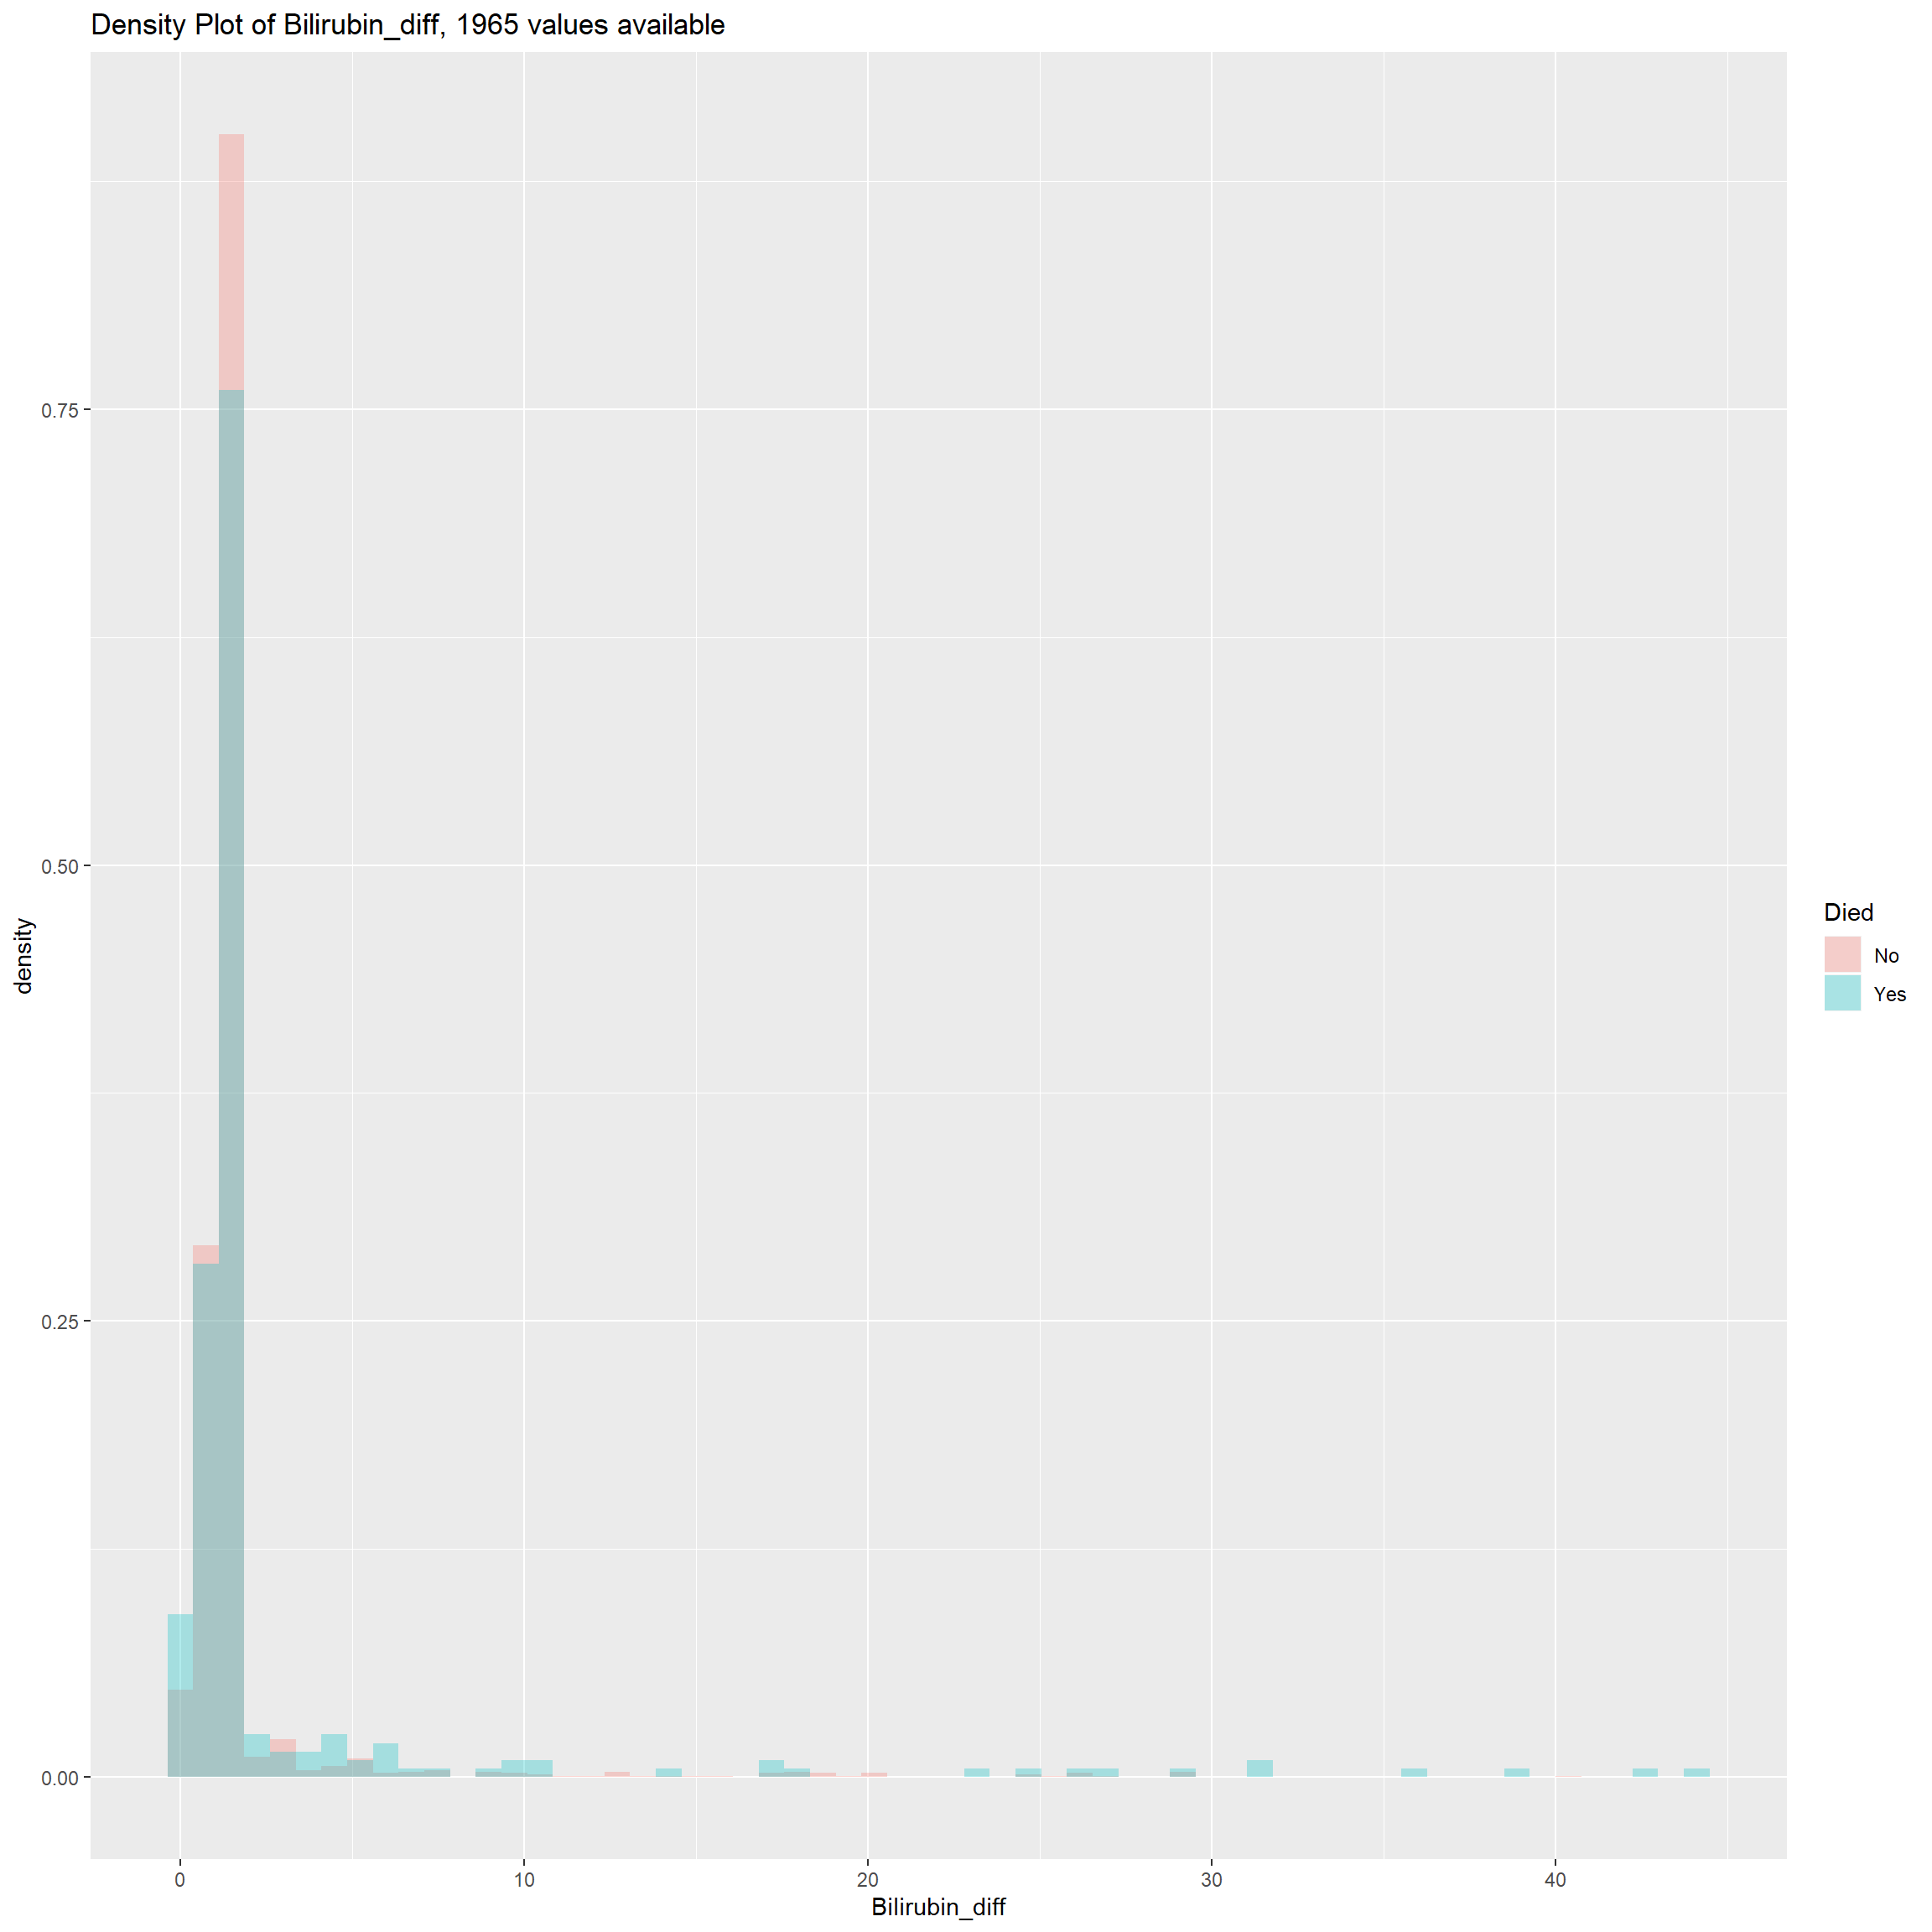 Density Plot of Bilirubin_diff, 1965 values available
density
0.75
0.50
0.25
0.00
0 10 20 30 40
Bilirubin_diff
Died
No
Yes